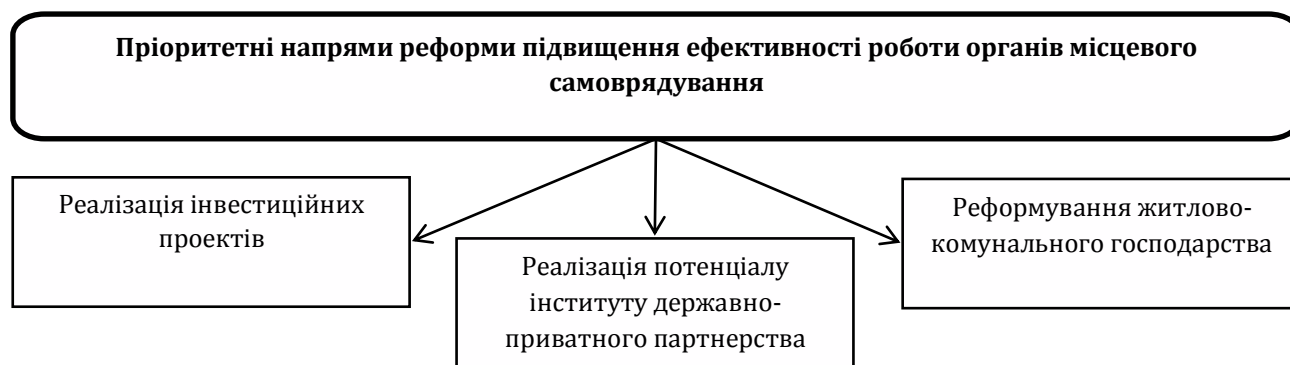 Пріоритетні напрями реформи підвищення ефективності роботи органів місцевого
самоврядування
Реалізація інвестиційних
проектів
Реалізація потенціалу
інституту державно-
приватного партнерства
Реформування житлово-
комунального господарства